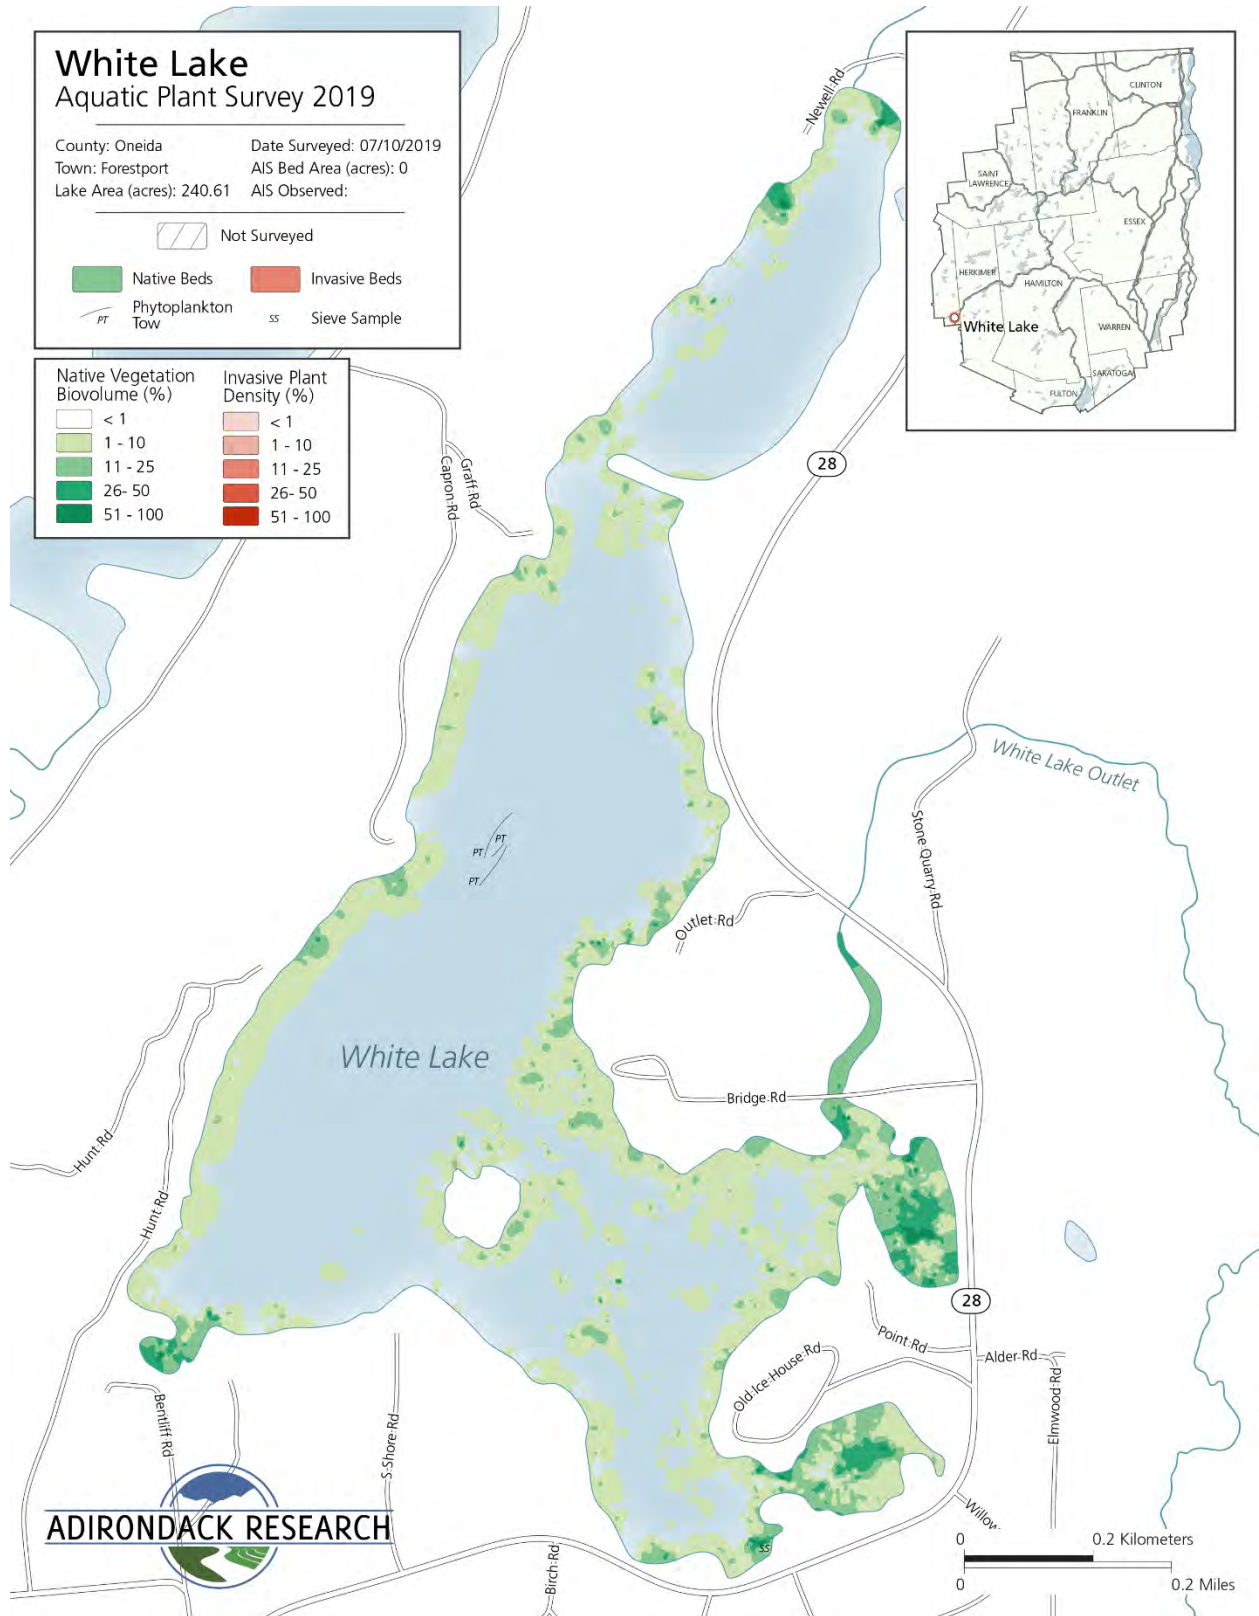 White Lake
Aquatic Plant Survey 2019
County: Oneida
Date Surveyed: 07/10/2019
Town: Forestport
AIS Bed Area (acres): 0
Lake Area (acres): 240.61
AIS Observed:
Not Surveyed
Native Beds
Invasive Beds
PT
Phytoplankton
Tow
SS
Sieve Sample
Native Vegetation
Biovolume (%)
< 1
1 - 10
11 - 25
26- 50
51 - 100
Invasive Plant
Density (%)
< 1
1 - 10
11 - 25
26- 50
51 - 100
CLINTON
FRANKLIN
SAINT
LAWRENCE
ESSEX
HERKIMER
HAMILTON
White Lake
WARREN
SARATOGA
FULTON
Newell Rd
28
Graff Rd
Capron Rd
White Lake Outlet
Stone Quarry Rd
PT
PT
PT
Outlet Rd
White Lake
Bridge Rd
Hunt Rd
Hunt Rd
28
Point Rd
Alder Rd
Old Ice House Rd
Elmwood Rd
Bentliff Rd
S Shore Rd
Willow
SS
Birch Rd
ADIRONDACK RESEARCH
0
0.2 Kilometers
0
0.2 Miles